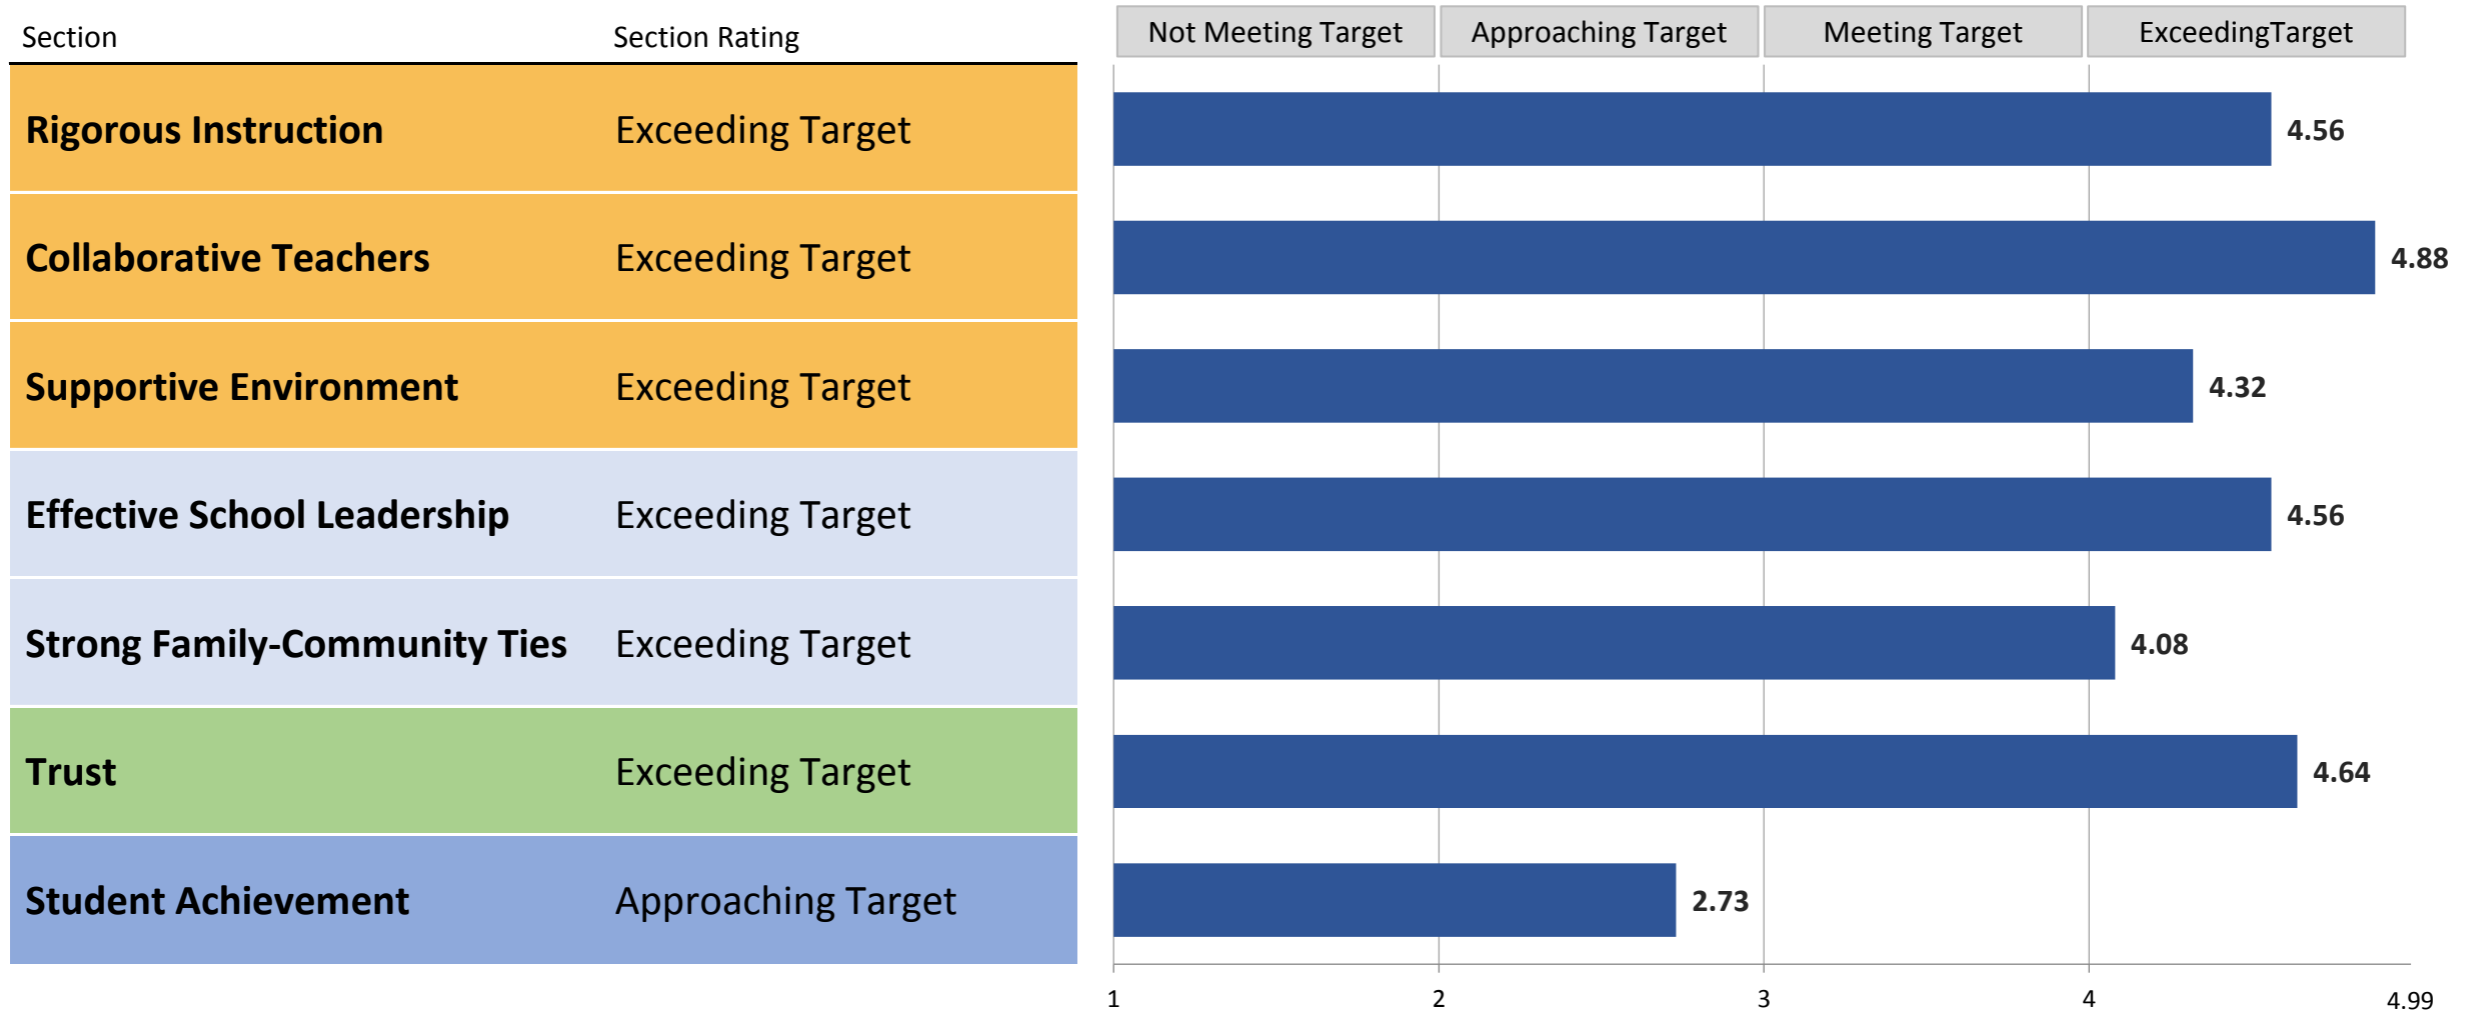 Section Section Rating Not Meeting Target Approaching Target Meeting Target ExceedingTarget
Rigorous Instruction Exceeding Target 4.56
Collaborative Teachers Exceeding Target 4.88
Supportive Environment Exceeding Target 4.32
Effective School Leadership Exceeding Target 4.56
Strong Family-Community Ties Exceeding Target 4.08
Trust Exceeding Target 4.64
Student Achievement Approaching Target 2.73
1 2 3 4 4.99